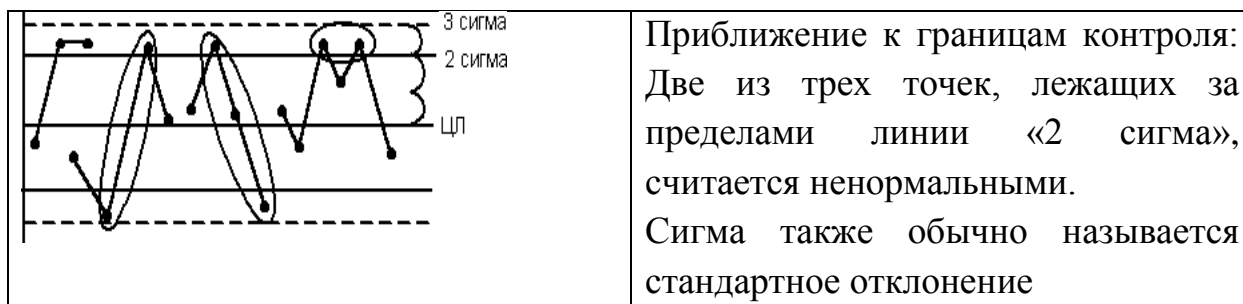 3 сигма
2 сигма
ЦЛ
Приближение к границам контроля:
Две из трех точек, лежащих за
пределами линии «2 сигма»,
считается ненормальными.
Сигма также обычно называется
стандартное отклонение